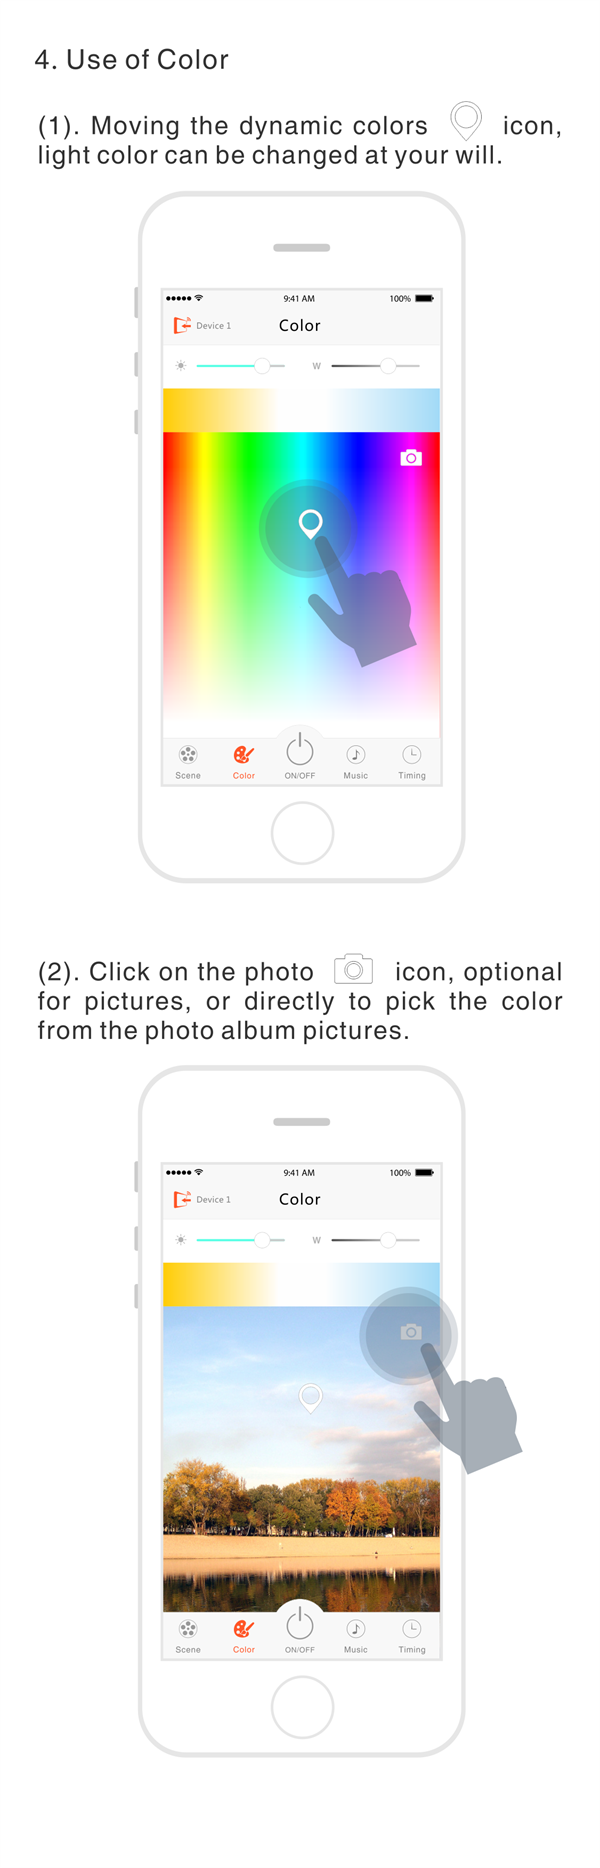 4. Use of Color
(1). Moving the dynamic colors icon,
light color can be changed at your will.
9:41 AM 100%
Device 1 Color
W
Scene Color ON/OFF Music Timing
(2). Click on the photo icon, optional
for pictures, or directly to pick the color
from the photo album pictures.
9:41 AM 100%
Device 1 Color
W
Scene Color ON/OFF Music Timing